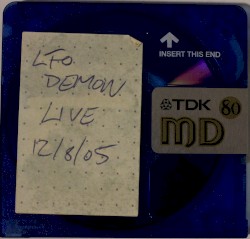 LFO
DEMON
LIVE
12/8/05
INSERT THIS END
TDK 80
MD